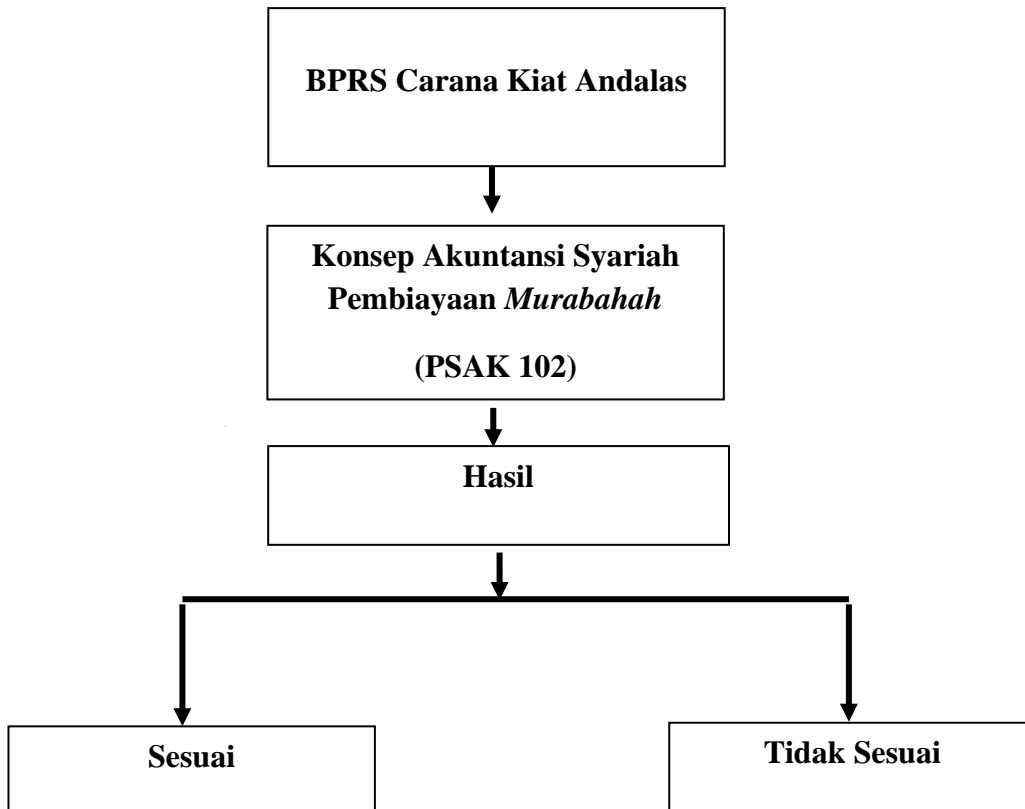 BPRS Carana Kiat Andalas
Konsep Akuntansi Syariah
Pembiayaan Murabahah
(PSAK 102)
Hasil
Sesuai
Tidak Sesuai